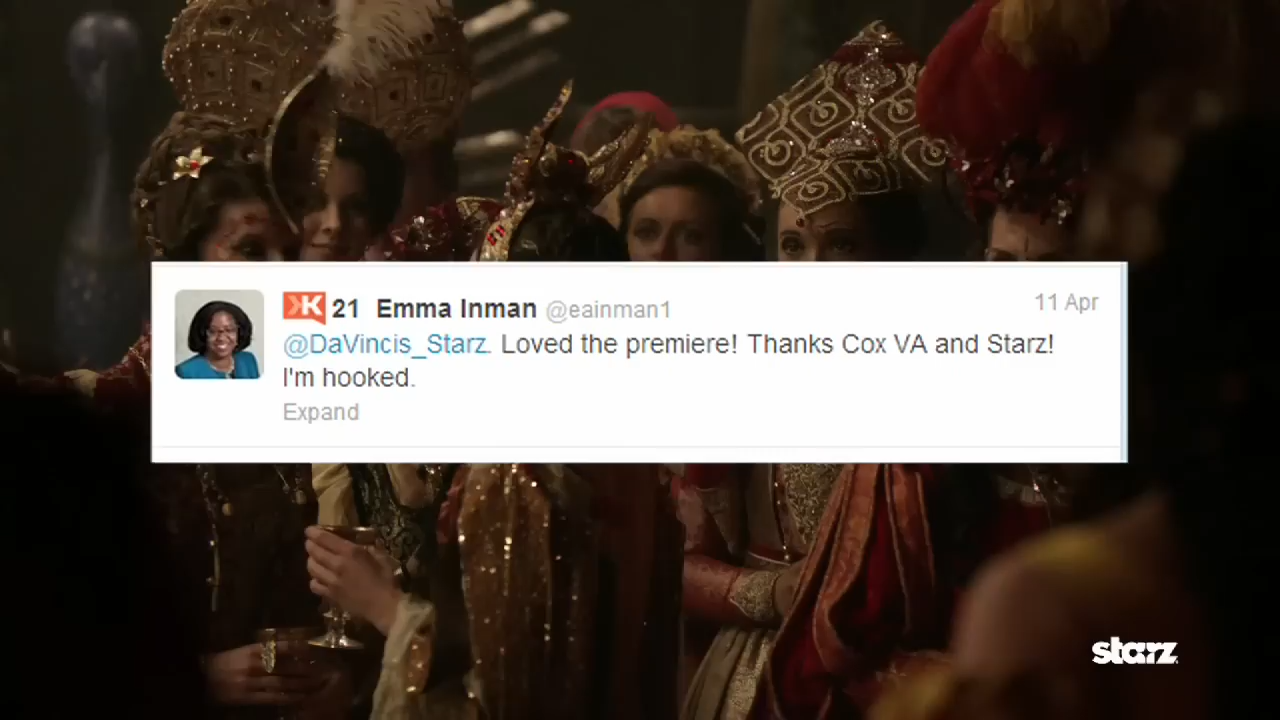 K 21 Emma Inman @eainman1 11 Apr
@DaVincis_Starz. Loved the premiere! Thanks Cox VA and Starz!
I'm hooked.
Expand
starz